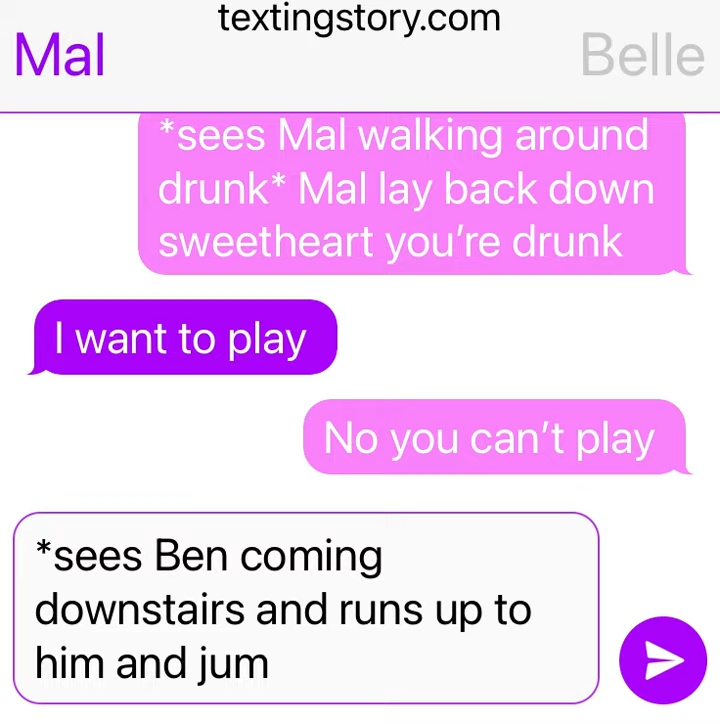 textingstory.com
Mal
Belle
*sees Mal walking around
drunk* Mal lay back down
sweetheart you’re drunk
I want to play
No you can’t play
*sees Ben coming
downstairs and runs up to
him and jum